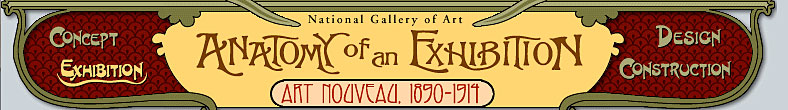 National Gallery of Art
ANATOMY of an EXHIBITION
ART NOUVEAU, 1890-1914
CONCEPT
EXHIBITION
DESIGN
CONSTRUCTION